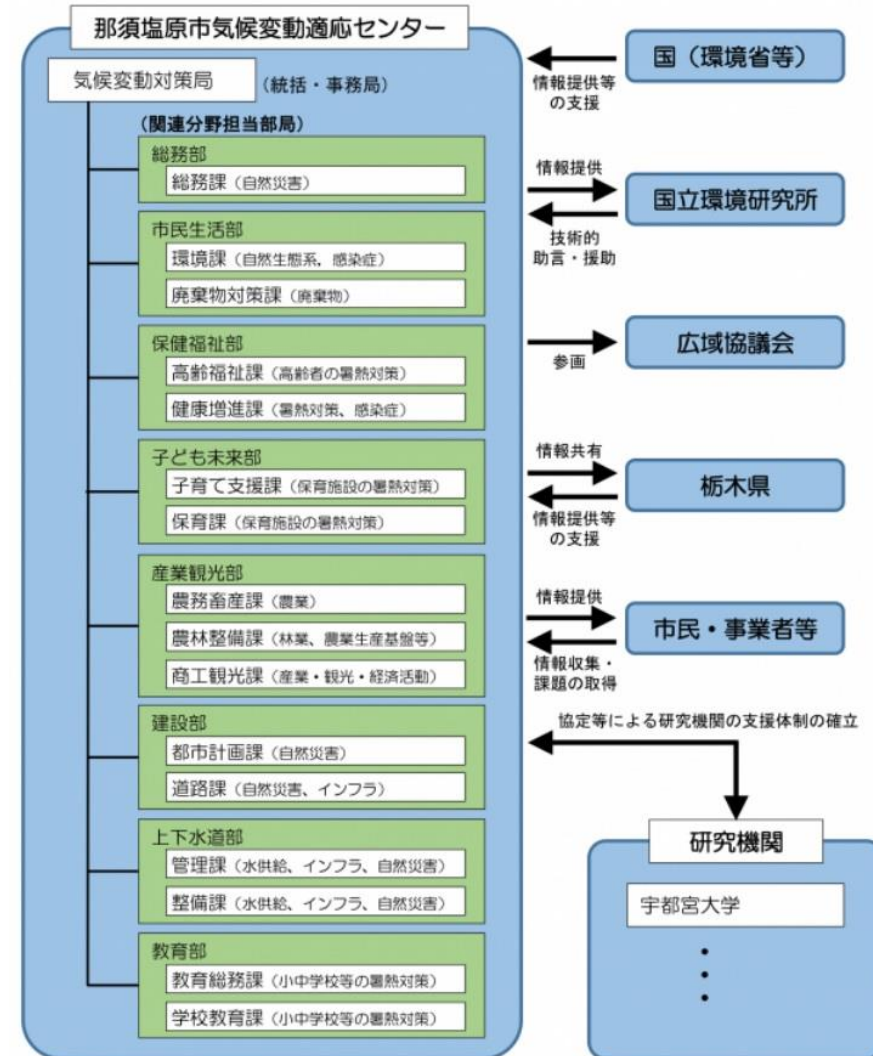 那須塩原市気候変動適応センター
気候変動対策局 (統括・事務局)
(関連分野担当部局)
総務部
総務課（自然災害）
市民生活部
環境課（自然生態系，感染症）
廃棄物対策課（廃棄物）
保健福祉部
高齢福祉課（高齢者の暑熱対策）
健康増進課（暑熱対策、感染症）
子ども未来部
子育て支援課（保育施設の暑熱対策）
保育課（保育施設の暑熱対策）
産業観光部
農務畜産課（農業）
農林整備課（林業、農業生産基盤等）
商工観光課（産業・観光・経済活動）
建設部
都市計画課（自然災害）
道路課（自然災害、インフラ）
上下水道部
管理課（水供給、インフラ、自然災害）
整備課（水供給、インフラ、自然災害）
教育部
教育総務課（小中学校等の暑熱対策）
学校教育課（小中学校等の暑熱対策）
情報提供等
の支援
国（環境省等）
情報提供
技術的
助言・援助
国立環境研究所
参画
広域協議会
情報共有
情報提供等
の支援
栃木県
情報提供
情報収集・
課題の取得
市民・事業者等
協定等による研究機関の支援体制の確立
研究機関
宇都宮大学